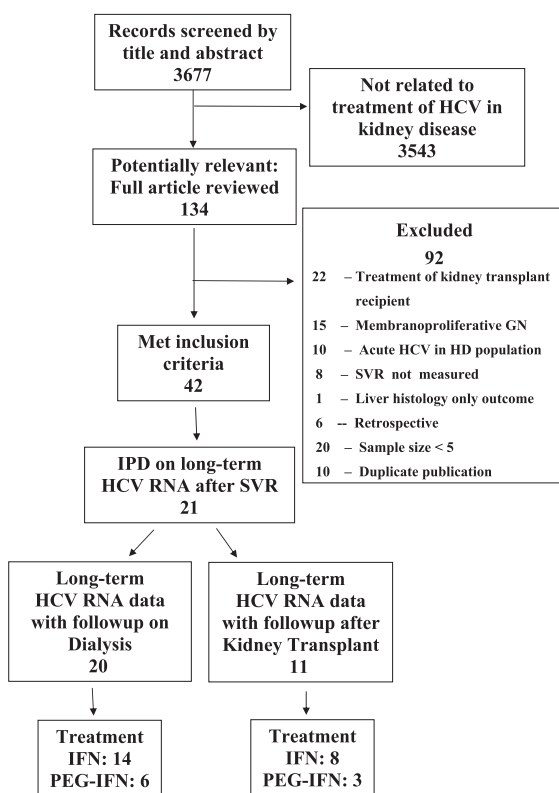 Records screened by
title and abstract
3677
Not related to
treatment of HCV in
kidney disease
3543
Potentially relevant:
Full article reviewed
134
Excluded
92
22 – Treatment of kidney transplant
recipient
15 – Membranoproliferative GN
10 – Acute HCV in HD population
8 – SVR not measured
1 – Liver histology only outcome
6 -- Retrospective
20 – Sample size < 5
10 – Duplicate publication
Met inclusion
criteria
42
IPD on long-term
HCV RNA after SVR
21
Long-term
HCV RNA data
with followup on
Dialysis
20
Long-term
HCV RNA data
with followup after
Kidney Transplant
11
Treatment
IFN: 14
PEG-IFN: 6
Treatment
IFN: 8
PEG-IFN: 3